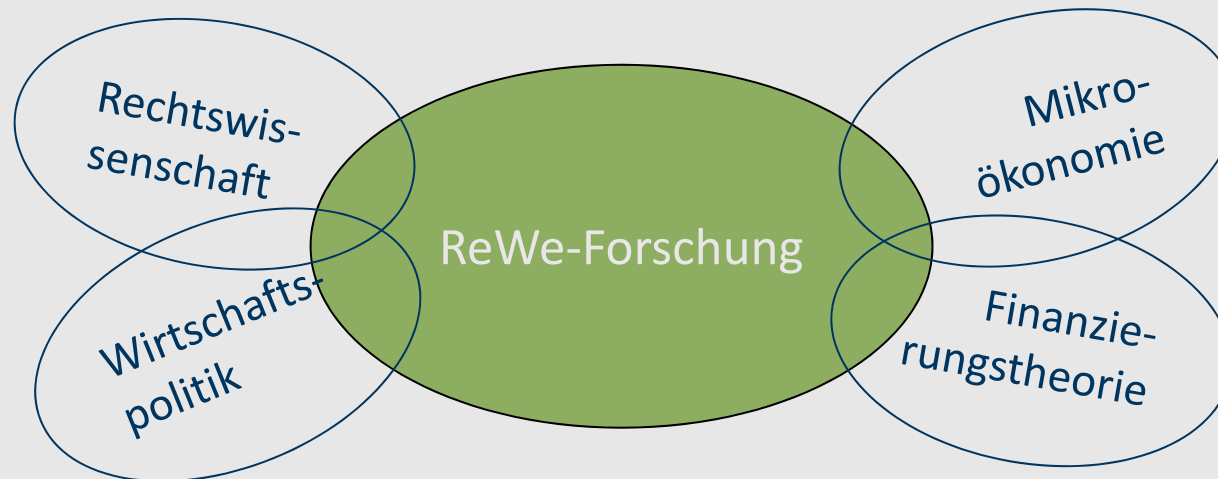 Rechtswis-
senschaft
Wirtschafts-
politik
ReWe-Forschung
Mikro-
ökonomie
Finanzie-
rungstheorie